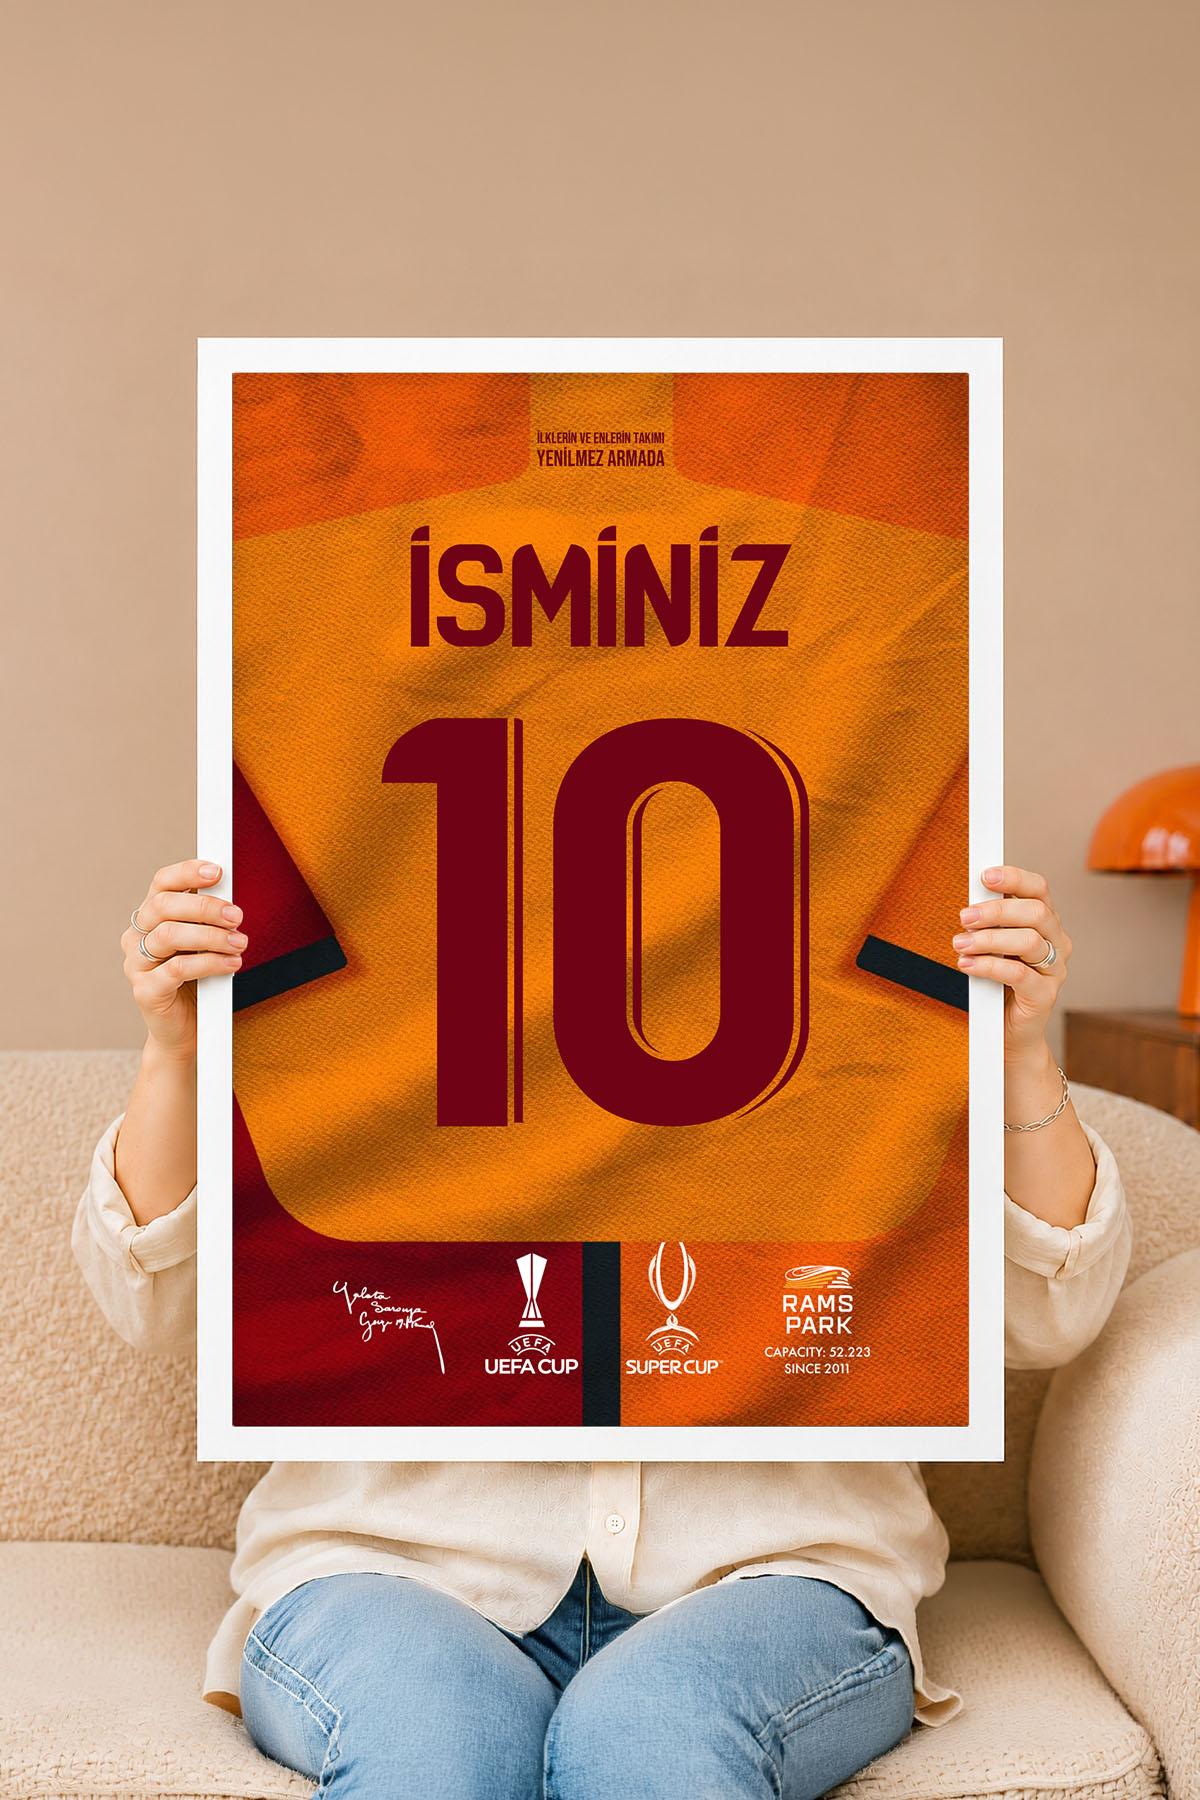 İLKLERİN VE ENLERİN TAKIMI
YENİLMEZ ARMADA
İSMİNİZ
10
Galata
UEFA
UEFA CUP
UEFA
SUPER CUP
RAMS
PARK
CAPACITY: 52.223
SINCE 2011